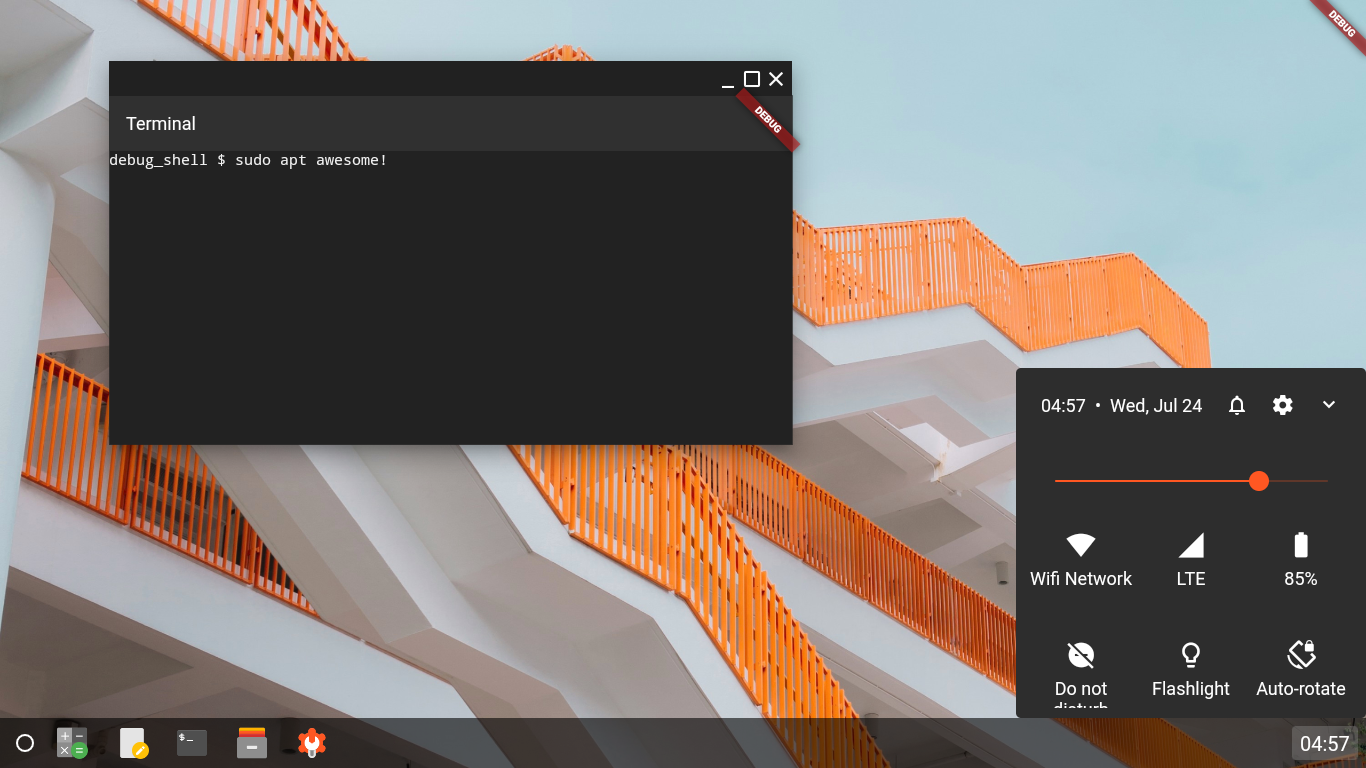 DEBUG
Terminal
DEBUG
debug_shell $ sudo apt awesome!
04:57 • Wed, Jul 24
Wifi Network
LTE
85%
Do not
disturb
Flashlight
Auto-rotate
$_
04:57